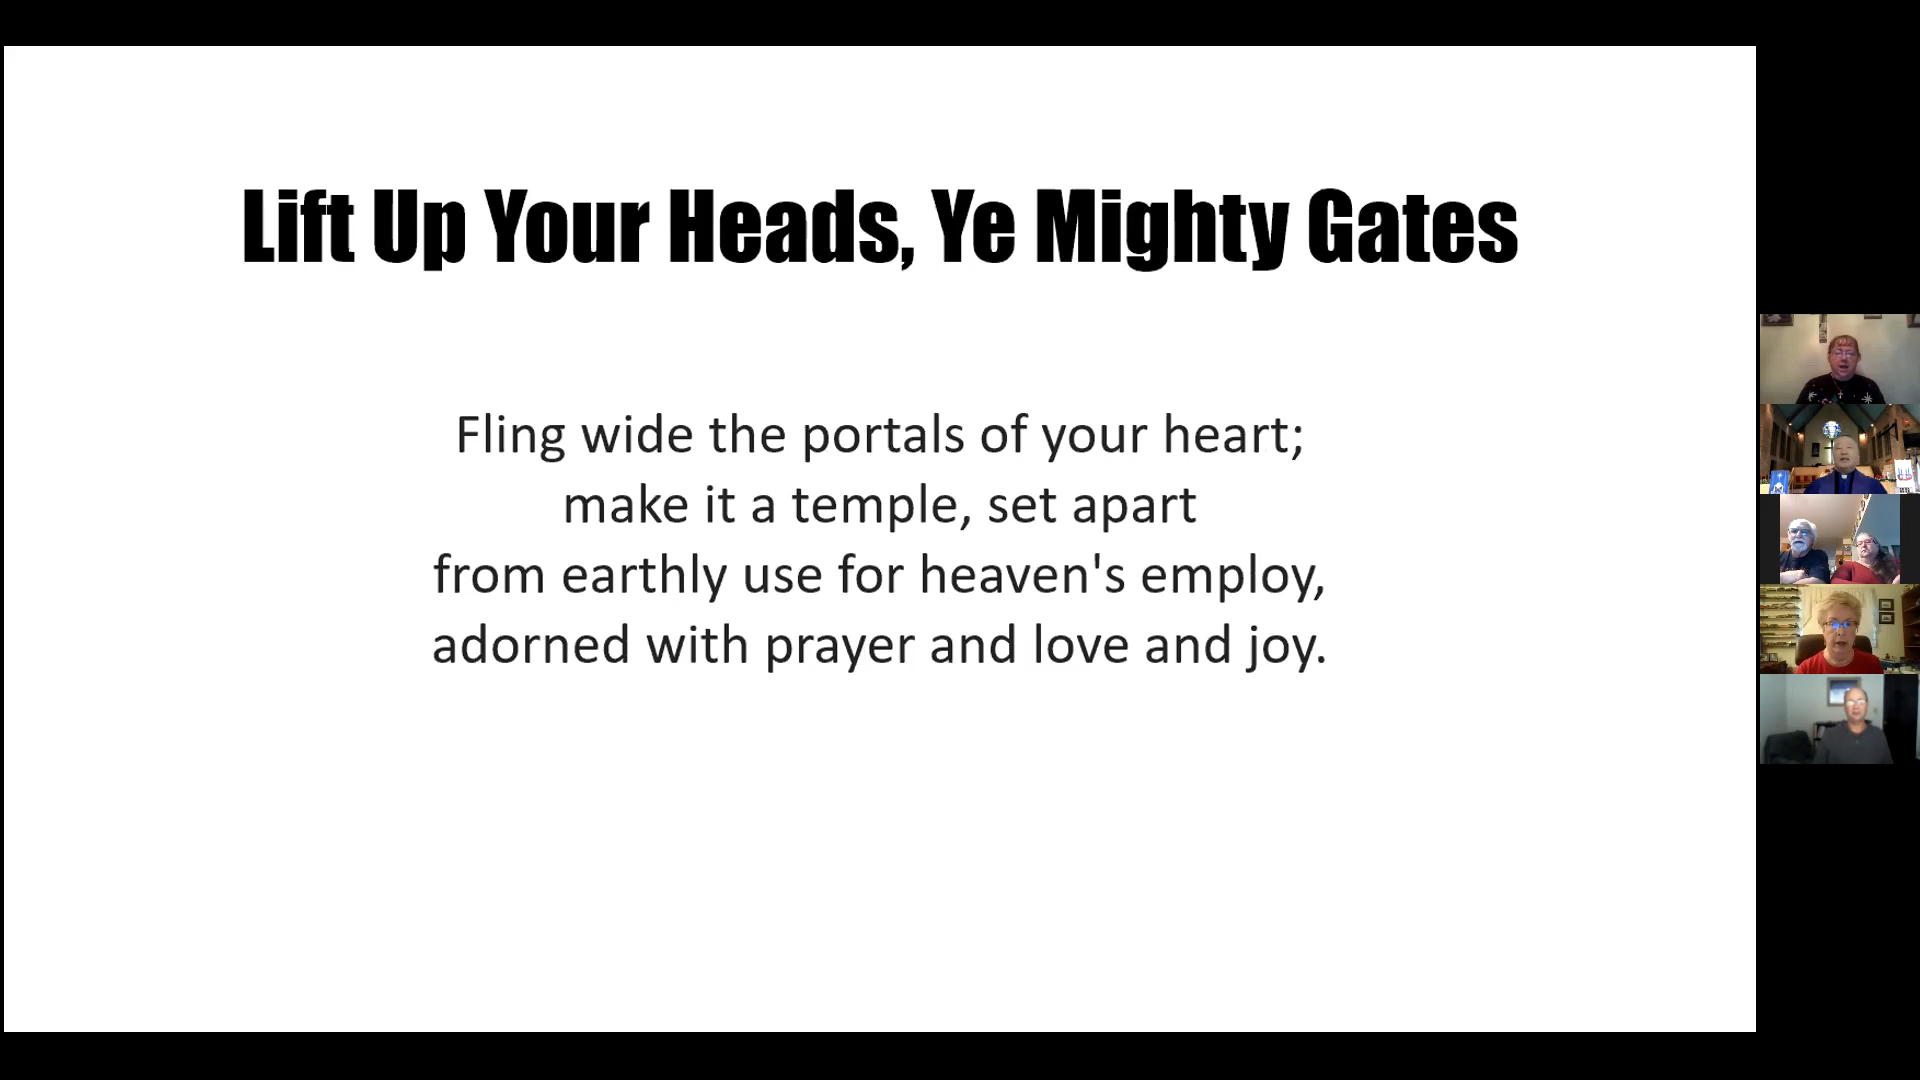 Lift Up Your Heads, Ye Mighty Gates
Fling wide the portals of your heart;
make it a temple, set apart
from earthly use for heaven's employ,
adorned with prayer and love and joy.